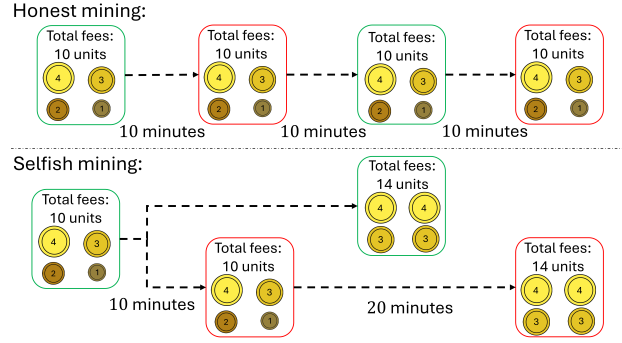 Honest mining:
Total fees:
10 units
4
3
2
1
Total fees:
10 units
4
3
2
1
Total fees:
10 units
4
3
2
1
Total fees:
10 units
4
3
2
1
10 minutes
10 minutes
10 minutes
Selfish mining:
Total fees:
14 units
4
4
3
3
Total fees:
10 units
4
3
2
1
Total fees:
10 units
4
3
2
1
Total fees:
14 units
4
4
3
3
10 minutes
20 minutes